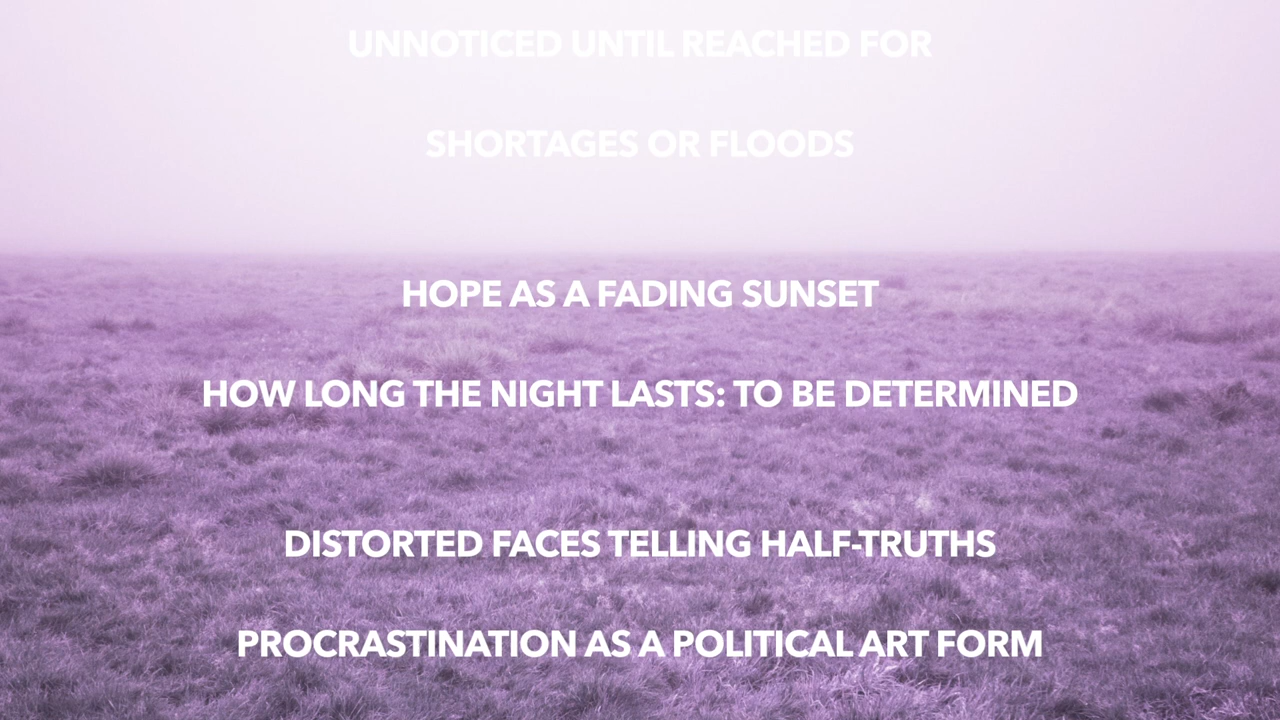 UNNOTICED UNTIL REACHED FOR
SHORTAGES OR FLOODS
HOPE AS A FADING SUNSET
HOW LONG THE NIGHT LASTS: TO BE DETERMINED
DISTORTED FACES TELLING HALF-TRUTHS
PROCRASTINATION AS A POLITICAL ART FORM